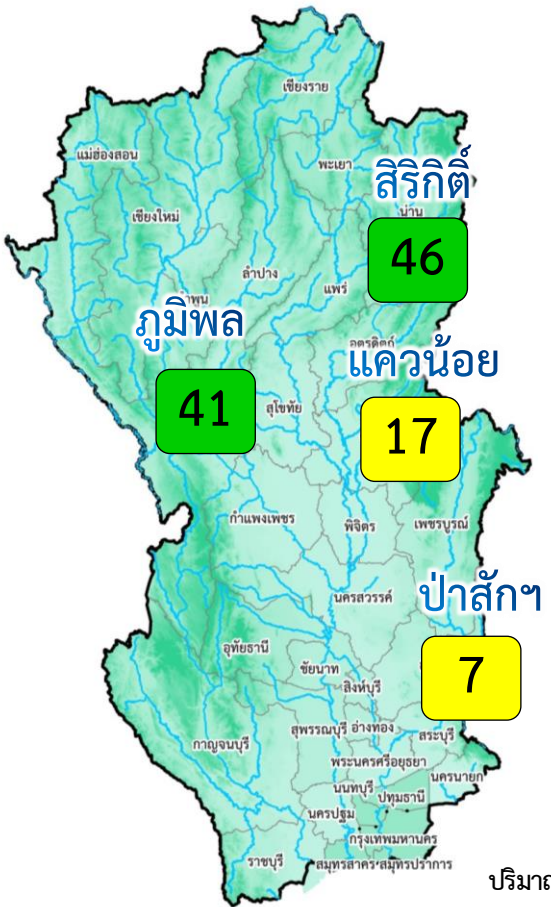 เชียงราย
แม่ฮ่องสอน
พะเยา
สิริกิติ์
น่าน
เชียงใหม่
46
ลำปาง
แพร่
ลำพูน
ภูมิพล
อุตรดิตถ์
แควน้อย
41
สุโขทัย
17
กำแพงเพชร
พิจิตร
เพชรบูรณ์
นครสวรรค์
ป่าสักฯ
อุทัยธานี
ชัยนาท
7
สิงห์บุรี
สุพรรณบุรี
อ่างทอง
สระบุรี
กาญจนบุรี
พระนครศรีอยุธยา
นครนายก
นนทบุรี
ปทุมธานี
นครปฐม
กรุงเทพมหานคร
ราชบุรี
สมุทรสาคร
สมุทรปราการ